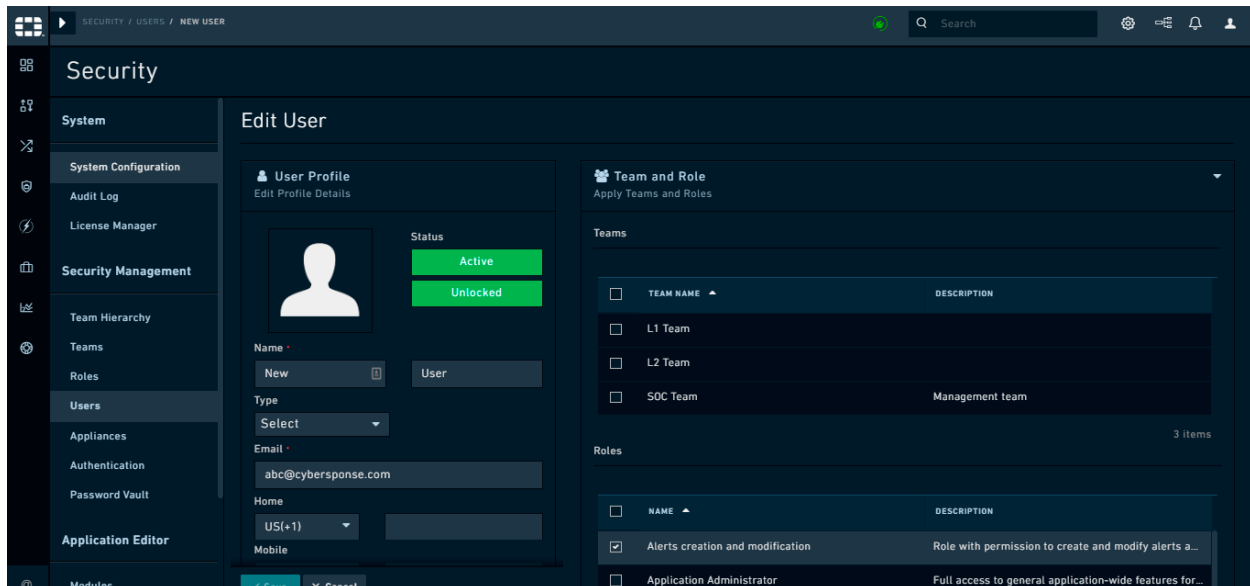 SECURITY / USERS / NEW USER
Search
Security
System
System Configuration
Audit Log
License Manager
Security Management
Team Hierarchy
Teams
Roles
Users
Appliances
Authentication
Password Vault
Application Editor
Modules
Edit User
User Profile
Edit Profile Details
Status
Active
Unlocked
Name *
New User
Type
Select
Email *
abc@cybersponse.com
Home
US(+1)
Mobile
Save Cancel
Team and Role
Apply Teams and Roles
Teams
TEAM NAME DESCRIPTION
L1 Team
L2 Team
SOC Team Management team
3 items
Roles
NAME DESCRIPTION
Alerts creation and modification Role with permission to create and modify alerts a...
Application Administrator Full access to general application-wide features for...